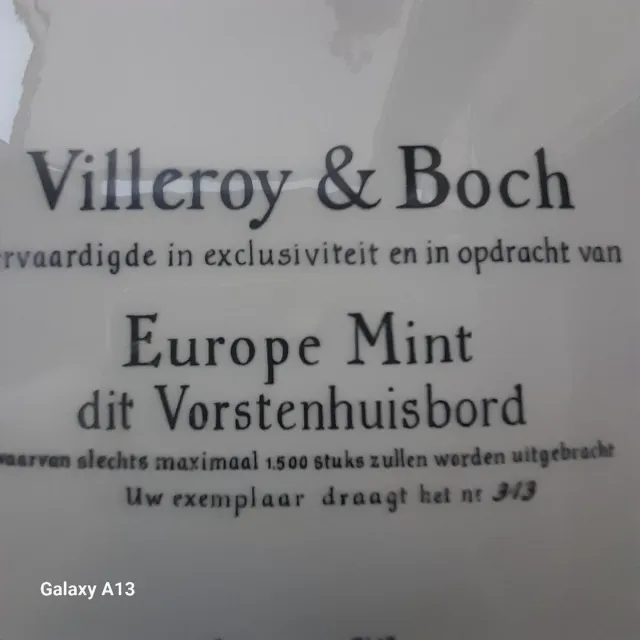 Villeroy & Boch
rvaardigde in exclusiviteit en in opdracht van
Europe Mint
dit Vorstenhuisbord
waarvan slechts maximaal 1.500 stuks zullen worden uitgebracht
Uw exemplaar draagt het nr 313
Galaxy A13